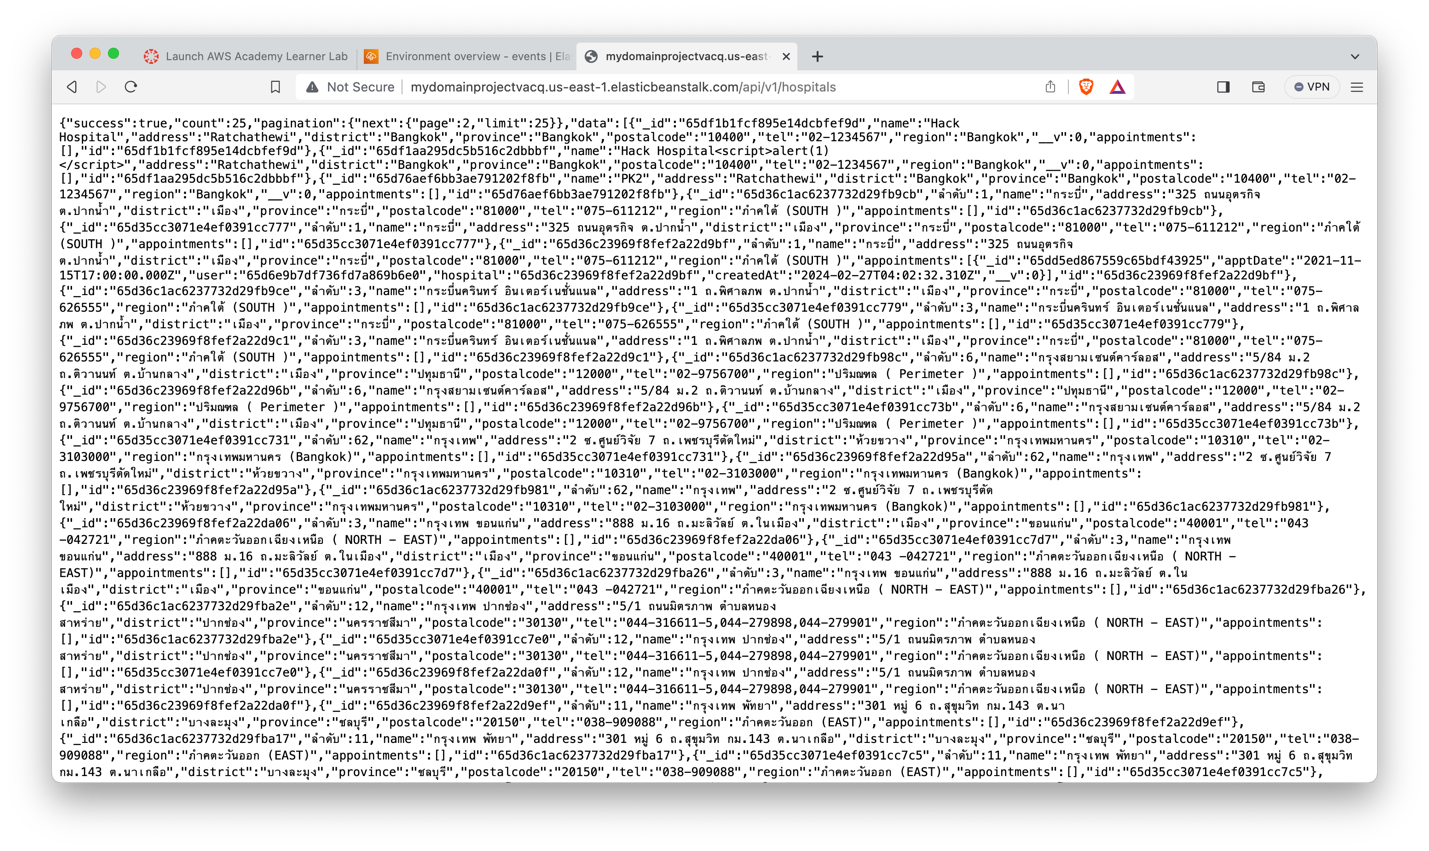 Launch AWS Academy Learner Lab
Environment overview - events | Ela
mydomainprojectvacq.us-east
Not Secure
mydomainprojectvacq.us-east-1.elasticbeanstalk.com/api/v1/hospitals
VPN
{"success":true,"count":25,"pagination":{"next":{"page":2,"limit":25}},"data":[{"_id":"65df1b1fcf895e14dcbfef9d","name":"Hack
Hospital","address":"Ratchathewi","district":"Bangkok","province":"Bangkok","postalcode":"10400","tel":"02-1234567","region":"Bangkok","__v":0,"appointments":
[],"id":"65df1b1fcf895e14dcbfef9d"},{"_id":"65df1aa295dc5b516c2dbbbf","name":"Hack Hospital<script>alert(1)
</script>","address":"Ratchathewi","district":"Bangkok","province":"Bangkok","postalcode":"10400","tel":"02-1234567","region":"Bangkok","__v":0,"appointments":
[],"id":"65df1aa295dc5b516c2dbbbf"},{"_id":"65d76aef6bb3ae791202f8fb","name":"PK2","address":"Ratchathewi","district":"Bangkok","province":"Bangkok","postalcode":"10400","tel":"02-
1234567","region":"Bangkok","__v":0,"appointments":[],"id":"65d76aef6bb3ae791202f8fb"},{"_id":"65d36c1ac6237732d29fb9cb","ลำดับ":1,"name":"กระบี่","address":"325 ถนนอุตรกิจ
ต.ปากน้ำ","district":"เมือง","province":"กระบี่","postalcode":"81000","tel":"075-611212","region":"ภาคใต้ (SOUTH )","appointments":[],"id":"65d36c1ac6237732d29fb9cb"},
{"_id":"65d35cc3071e4ef0391cc777","ลำดับ":1,"name":"กระบี่","address":"325 ถนนอุตรกิจ ต.ปากน้ำ","district":"เมือง","province":"กระบี่","postalcode":"81000","tel":"075-611212","region":"ภาคใต้
(SOUTH )","appointments":[],"id":"65d35cc3071e4ef0391cc777"},{"_id":"65d36c23969f8fef2a22d9bf","ลำดับ":1,"name":"กระบี่","address":"325 ถนนอุตรกิจ
ต.ปากน้ำ","district":"เมือง","province":"กระบี่","postalcode":"81000","tel":"075-611212","region":"ภาคใต้ (SOUTH )","appointments":[{"_id":"65dd5ed867559c65bdf43925","apptDate":"2021-11-
15T17:00:00.000Z","user":"65d6e9b7df736fd7a869b6e0","hospital":"65d36c23969f8fef2a22d9bf","createdAt":"2024-02-27T04:02:32.310Z","__v":0}],"id":"65d36c23969f8fef2a22d9bf"},
{"_id":"65d36c1ac6237732d29fb9ce","ลำดับ":3,"name":"กระบี่นครินทร์ อินเตอร์เนชั่นแนล","address":"1 ถ.พิศาลภพ ต.ปากน้ำ","district":"เมือง","province":"กระบี่","postalcode":"81000","tel":"075-
626555","region":"ภาคใต้ (SOUTH )","appointments":[],"id":"65d36c1ac6237732d29fb9ce"},{"_id":"65d35cc3071e4ef0391cc779","ลำดับ":3,"name":"กระบี่นครินทร์ อินเตอร์เนชั่นแนล","address":"1 ถ.พิศาล
ภพ ต.ปากน้ำ","district":"เมือง","province":"กระบี่","postalcode":"81000","tel":"075-626555","region":"ภาคใต้ (SOUTH )","appointments":[],"id":"65d35cc3071e4ef0391cc779"},
{"_id":"65d36c23969f8fef2a22d9c1","ลำดับ":3,"name":"กระบี่นครินทร์ อินเตอร์เนชั่นแนล","address":"1 ถ.พิศาลภพ ต.ปากน้ำ","district":"เมือง","province":"กระบี่","postalcode":"81000","tel":"075-
626555","region":"ภาคใต้ (SOUTH )","appointments":[],"id":"65d36c23969f8fef2a22d9c1"},{"_id":"65d36c1ac6237732d29fb98c","ลำดับ":6,"name":"กรุงสยามเซนต์คาร์ลอส","address":"5/84 ม.2
ถ.ติวานนท์ ต.บ้านกลาง","district":"เมือง","province":"ปทุมธานี","postalcode":"12000","tel":"02-9756700","region":"ปริมณฑล ( Perimeter )","appointments":[],"id":"65d36c1ac6237732d29fb98c"},
{"_id":"65d36c23969f8fef2a22d96b","ลำดับ":6,"name":"กรุงสยามเซนต์คาร์ลอส","address":"5/84 ม.2 ถ.ติวานนท์ ต.บ้านกลาง","district":"เมือง","province":"ปทุมธานี","postalcode":"12000","tel":"02-
9756700","region":"ปริมณฑล ( Perimeter )","appointments":[],"id":"65d36c23969f8fef2a22d96b"},{"_id":"65d35cc3071e4ef0391cc73b","ลำดับ":6,"name":"กรุงสยามเซนต์คาร์ลอส","address":"5/84 ม.2
ถ.ติวานนท์ ต.บ้านกลาง","district":"เมือง","province":"ปทุมธานี","postalcode":"12000","tel":"02-9756700","region":"ปริมณฑล ( Perimeter )","appointments":[],"id":"65d35cc3071e4ef0391cc73b"},
{"_id":"65d35cc3071e4ef0391cc731","ลำดับ":62,"name":"กรุงเทพ","address":"2 ซ.ศูนย์วิจัย 7 ถ.เพชรบุรีตัดใหม่","district":"ห้วยขวาง","province":"กรุงเทพมหานคร","postalcode":"10310","tel":"02-
3103000","region":"กรุงเทพมหานคร (Bangkok)","appointments":[],"id":"65d35cc3071e4ef0391cc731"},{"_id":"65d36c23969f8fef2a22d95a","ลำดับ":62,"name":"กรุงเทพ","address":"2 ซ.ศูนย์วิจัย 7
ถ.เพชรบุรีตัดใหม่","district":"ห้วยขวาง","province":"กรุงเทพมหานคร","postalcode":"10310","tel":"02-3103000","region":"กรุงเทพมหานคร (Bangkok)","appointments":
[],"id":"65d36c23969f8fef2a22d95a"},{"_id":"65d36c1ac6237732d29fb981","ลำดับ":62,"name":"กรุงเทพ","address":"2 ซ.ศูนย์วิจัย 7 ถ.เพชรบุรีตัด
ใหม่","district":"ห้วยขวาง","province":"กรุงเทพมหานคร","postalcode":"10310","tel":"02-3103000","region":"กรุงเทพมหานคร (Bangkok)","appointments":[],"id":"65d36c1ac6237732d29fb981"},
{"_id":"65d36c23969f8fef2a22da06","ลำดับ":3,"name":"กรุงเทพ ขอนแก่น","address":"888 ม.16 ถ.มะลิวัลย์ ต.ในเมือง","district":"เมือง","province":"ขอนแก่น","postalcode":"40001","tel":"043
-042721","region":"ภาคตะวันออกเฉียงเหนือ ( NORTH - EAST)","appointments":[],"id":"65d36c23969f8fef2a22da06"},{"_id":"65d35cc3071e4ef0391cc7d7","ลำดับ":3,"name":"กรุงเทพ
ขอนแก่น","address":"888 ม.16 ถ.มะลิวัลย์ ต.ในเมือง","district":"เมือง","province":"ขอนแก่น","postalcode":"40001","tel":"043 -042721","region":"ภาคตะวันออกเฉียงเหนือ ( NORTH -
EAST)","appointments":[],"id":"65d35cc3071e4ef0391cc7d7"},{"_id":"65d36c1ac6237732d29fba26","ลำดับ":3,"name":"กรุงเทพ ขอนแก่น","address":"888 ม.16 ถ.มะลิวัลย์ ต.ใน
เมือง","district":"เมือง","province":"ขอนแก่น","postalcode":"40001","tel":"043 -042721","region":"ภาคตะวันออกเฉียงเหนือ ( NORTH - EAST)","appointments":[],"id":"65d36c1ac6237732d29fba26"},
{"_id":"65d36c1ac6237732d29fba2e","ลำดับ":12,"name":"กรุงเทพ ปากช่อง","address":"5/1 ถนนมิตรภาพ ตำบลหนอง
สาหร่าย","district":"ปากช่อง","province":"นครราชสีมา","postalcode":"30130","tel":"044-316611-5,044-279898,044-279901","region":"ภาคตะวันออกเฉียงเหนือ ( NORTH - EAST)","appointments":
[],"id":"65d36c1ac6237732d29fba2e"},{"_id":"65d35cc3071e4ef0391cc7e0","ลำดับ":12,"name":"กรุงเทพ ปากช่อง","address":"5/1 ถนนมิตรภาพ ตำบลหนอง
สาหร่าย","district":"ปากช่อง","province":"นครราชสีมา","postalcode":"30130","tel":"044-316611-5,044-279898,044-279901","region":"ภาคตะวันออกเฉียงเหนือ ( NORTH - EAST)","appointments":
[],"id":"65d35cc3071e4ef0391cc7e0"},{"_id":"65d36c23969f8fef2a22da0f","ลำดับ":12,"name":"กรุงเทพ ปากช่อง","address":"5/1 ถนนมิตรภาพ ตำบลหนอง
สาหร่าย","district":"ปากช่อง","province":"นครราชสีมา","postalcode":"30130","tel":"044-316611-5,044-279898,044-279901","region":"ภาคตะวันออกเฉียงเหนือ ( NORTH - EAST)","appointments":
[],"id":"65d36c23969f8fef2a22da0f"},{"_id":"65d36c23969f8fef2a22d9ef","ลำดับ":11,"name":"กรุงเทพ พัทยา","address":"301 หมู่ 6 ถ.สุขุมวิท กม.143 ต.นา
เกลือ","district":"บางละมุง","province":"ชลบุรี","postalcode":"20150","tel":"038-909088","region":"ภาคตะวันออก (EAST)","appointments":[],"id":"65d36c23969f8fef2a22d9ef"},
{"_id":"65d36c1ac6237732d29fba17","ลำดับ":11,"name":"กรุงเทพ พัทยา","address":"301 หมู่ 6 ถ.สุขุมวิท กม.143 ต.นาเกลือ","district":"บางละมุง","province":"ชลบุรี","postalcode":"20150","tel":"038-
909088","region":"ภาคตะวันออก (EAST)","appointments":[],"id":"65d36c1ac6237732d29fba17"},{"_id":"65d35cc3071e4ef0391cc7c5","ลำดับ":11,"name":"กรุงเทพ พัทยา","address":"301 หมู่ 6 ถ.สุขุมวิท
กม.143 ต.นาเกลือ","district":"บางละมุง","province":"ชลบุรี","postalcode":"20150","tel":"038-909088","region":"ภาคตะวันออก (EAST)","appointments":[],"id":"65d35cc3071e4ef0391cc7c5"},